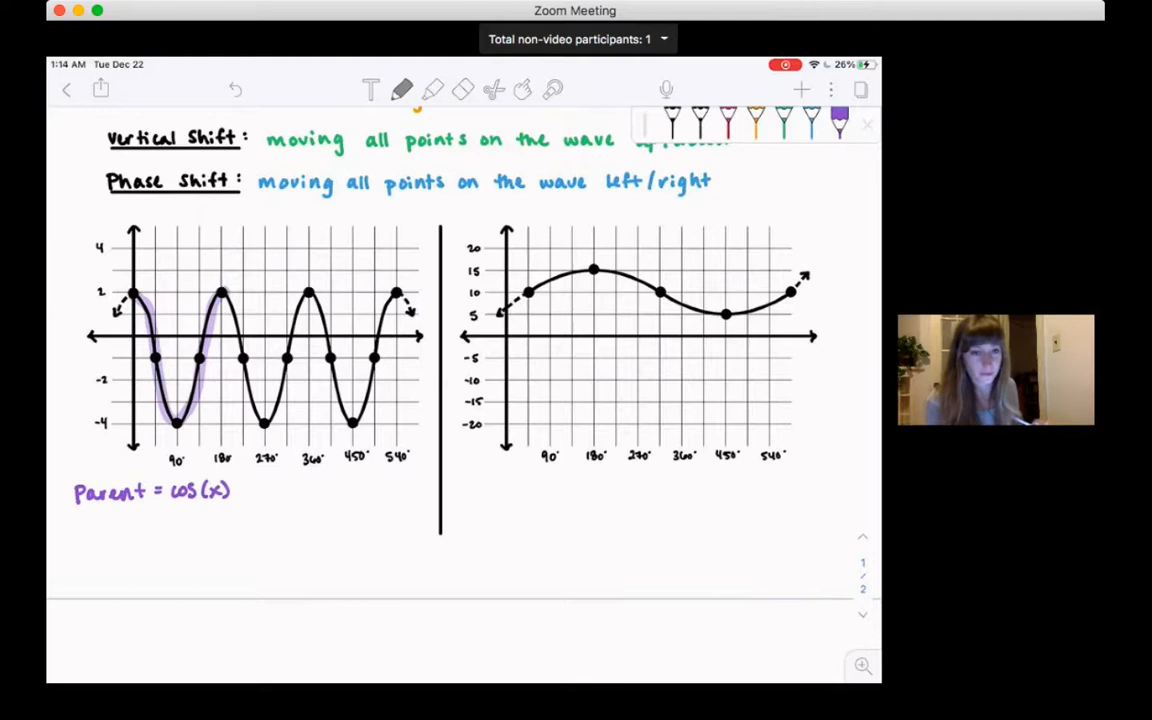 Zoom Meeting
Total non-video participants: 1
1:14 AM Tue Dec 22
26%
Vertical Shift: moving all points on the wave
Phase Shift: moving all points on the wave left/right
4
2
-2
-4
90° 180° 270° 360° 450° 540°
20
15
10
5
-5
-10
-15
-20
90° 180° 270° 360° 450° 540°
Parent = cos(x)
1
/
2